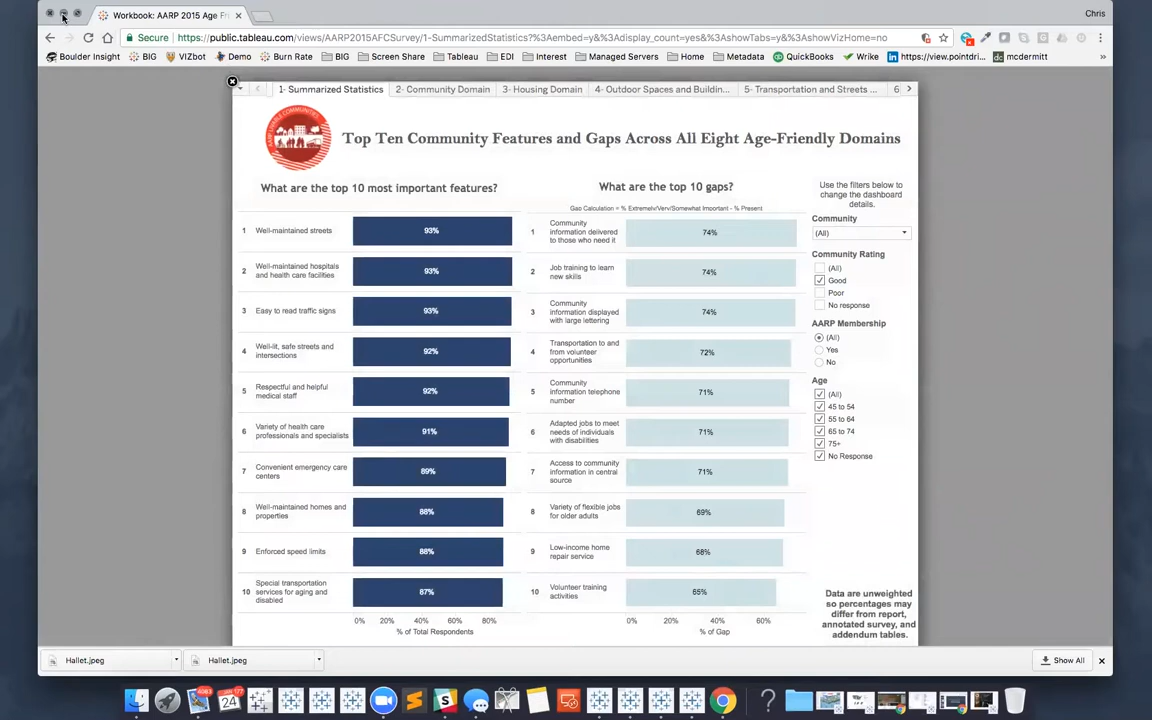 Workbook: AARP 2015 Age Fr
Chris
Secure
https://public.tableau.com/views/AARP2015AFCSurvey/1-SummarizedStatistics?%3Aembed=y&%3Adisplay_count=yes&%3AshowTabs=y&%3AshowVizHome=no
Boulder Insight
BIG
VIZbot
Demo
Burn Rate
BIG
Screen Share
Tableau
EDI
Interest
Managed Servers
Home
Metadata
QuickBooks
Wrike
https://view.pointdri...
mcdermitt
1- Summarized Statistics
2- Community Domain
3- Housing Domain
4- Outdoor Spaces and Buildin...
5- Transportation and Streets ...
6
Top Ten Community Features and Gaps Across All Eight Age-Friendly Domains
What are the top 10 most important features?
1 Well-maintained streets 93%
2 Well-maintained hospitals
and health care facilities 93%
3 Easy to read traffic signs 93%
4 Well-lit, safe streets and
intersections 92%
5 Respectful and helpful
medical staff 92%
6 Variety of health care
professionals and specialists 91%
7 Convenient emergency care
centers 89%
8 Well-maintained homes and
properties 88%
9 Enforced speed limits 88%
10 Special transportation
services for aging and
disabled 87%
0% 20% 40% 60% 80%
% of Total Respondents
What are the top 10 gaps?
Gap Calculation = % Extremely/Very/Somewhat Important - % Present
1 Community
information delivered
to those who need it 74%
2 Job training to learn
new skills 74%
3 Community
information displayed
with large lettering 74%
4 Transportation to and
from volunteer
opportunities 72%
5 Community
information telephone
number 71%
6 Adapted jobs to meet
needs of individuals
with disabilities 71%
7 Access to community
information in central
source 71%
8 Variety of flexible jobs
for older adults 69%
9 Low-income home
repair service 68%
10 Volunteer training
activities 65%
0% 20% 40% 60%
% of Gap
Use the filters below to
change the dashboard
details.
Community
(All)
Community Rating
(All)
Good
Poor
No response
AARP Membership
(All)
Yes
No
Age
(All)
45 to 54
55 to 64
65 to 74
75+
No Response
Data are unweighted
so percentages may
differ from report,
annotated survey, and
addendum tables.
Hallet.jpeg
Hallet.jpeg
Show All
24